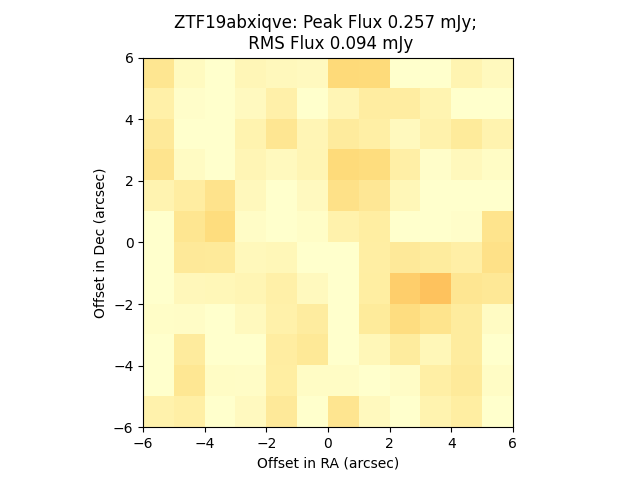 ZTF19abxiqve: Peak Flux 0.257 mJy;
RMS Flux 0.094 mJy
6
4
2
0
−2
−4
−6
Offset in Dec (arcsec)
−6 −4 −2 0 2 4 6
Offset in RA (arcsec)